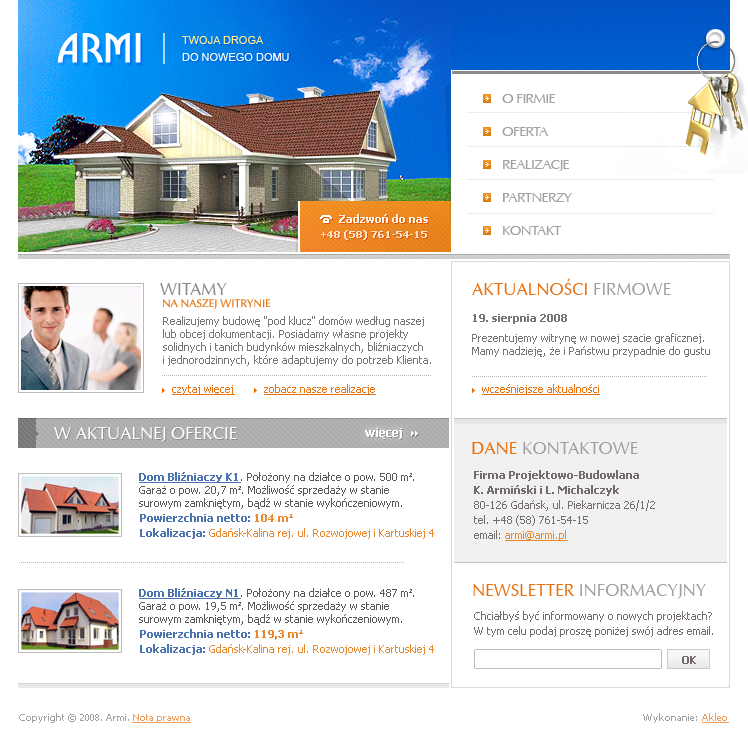 ARMI
TWOJA DROGA
DO NOWEGO DOMU
O FIRMIE
OFERTA
REALIZACJE
PARTNERZY
KONTAKT
Zadzwoń do nas
+48 (58) 761-54-15
WITAMY
NA NASZEJ WITRYNIE
Realizujemy budowę "pod klucz" domów według naszej
lub obcej dokumentacji. Posiadamy własne projekty
solidnych i tanich budynków mieszkalnych, bliźniaczych
i jednorodzinnych, które adaptujemy do potrzeb Klienta.
czytaj więcej
zobacz nasze realizacje
W AKTUALNEJ OFERCIE
więcej
Dom Bliźniaczy K1. Położony na działce o pow. 500 m².
Garaż o pow. 20,7 m². Możliwość sprzedaży w stanie
surowym zamkniętym, bądź w stanie wykończeniowym.
Powierzchnia netto: 104 m²
Lokalizacja: Gdańsk-Kalina rej. ul. Rozwojowej i Kartuskiej 4
Dom Bliźniaczy N1. Położony na działce o pow. 487 m².
Garaż o pow. 19,5 m². Możliwość sprzedaży w stanie
surowym zamkniętym, bądź w stanie wykończeniowym.
Powierzchnia netto: 119,3 m²
Lokalizacja: Gdańsk-Kalina rej. ul. Rozwojowej i Kartuskiej 4
AKTUALNOŚCI FIRMOWE
19. sierpnia 2008
Prezentujemy witrynę w nowej szacie graficznej.
Mamy nadzieję, że i Państwu przypadnie do gustu
wcześniejsze aktualności
DANE KONTAKTOWE
Firma Projektowo-Budowlana
K. Armiński i L. Michalczyk
80-126 Gdańsk, ul. Piekarnicza 26/1/2
tel. +48 (58) 761-54-15
email: armi@armi.pl
NEWSLETTER INFORMACYJNY
Chciałbyś być informowany o nowych projektach?
W tym celu podaj proszę poniżej swój adres email.
OK
Copyright © 2008. Armi. Nota prawna
Wykonanie: Akleo